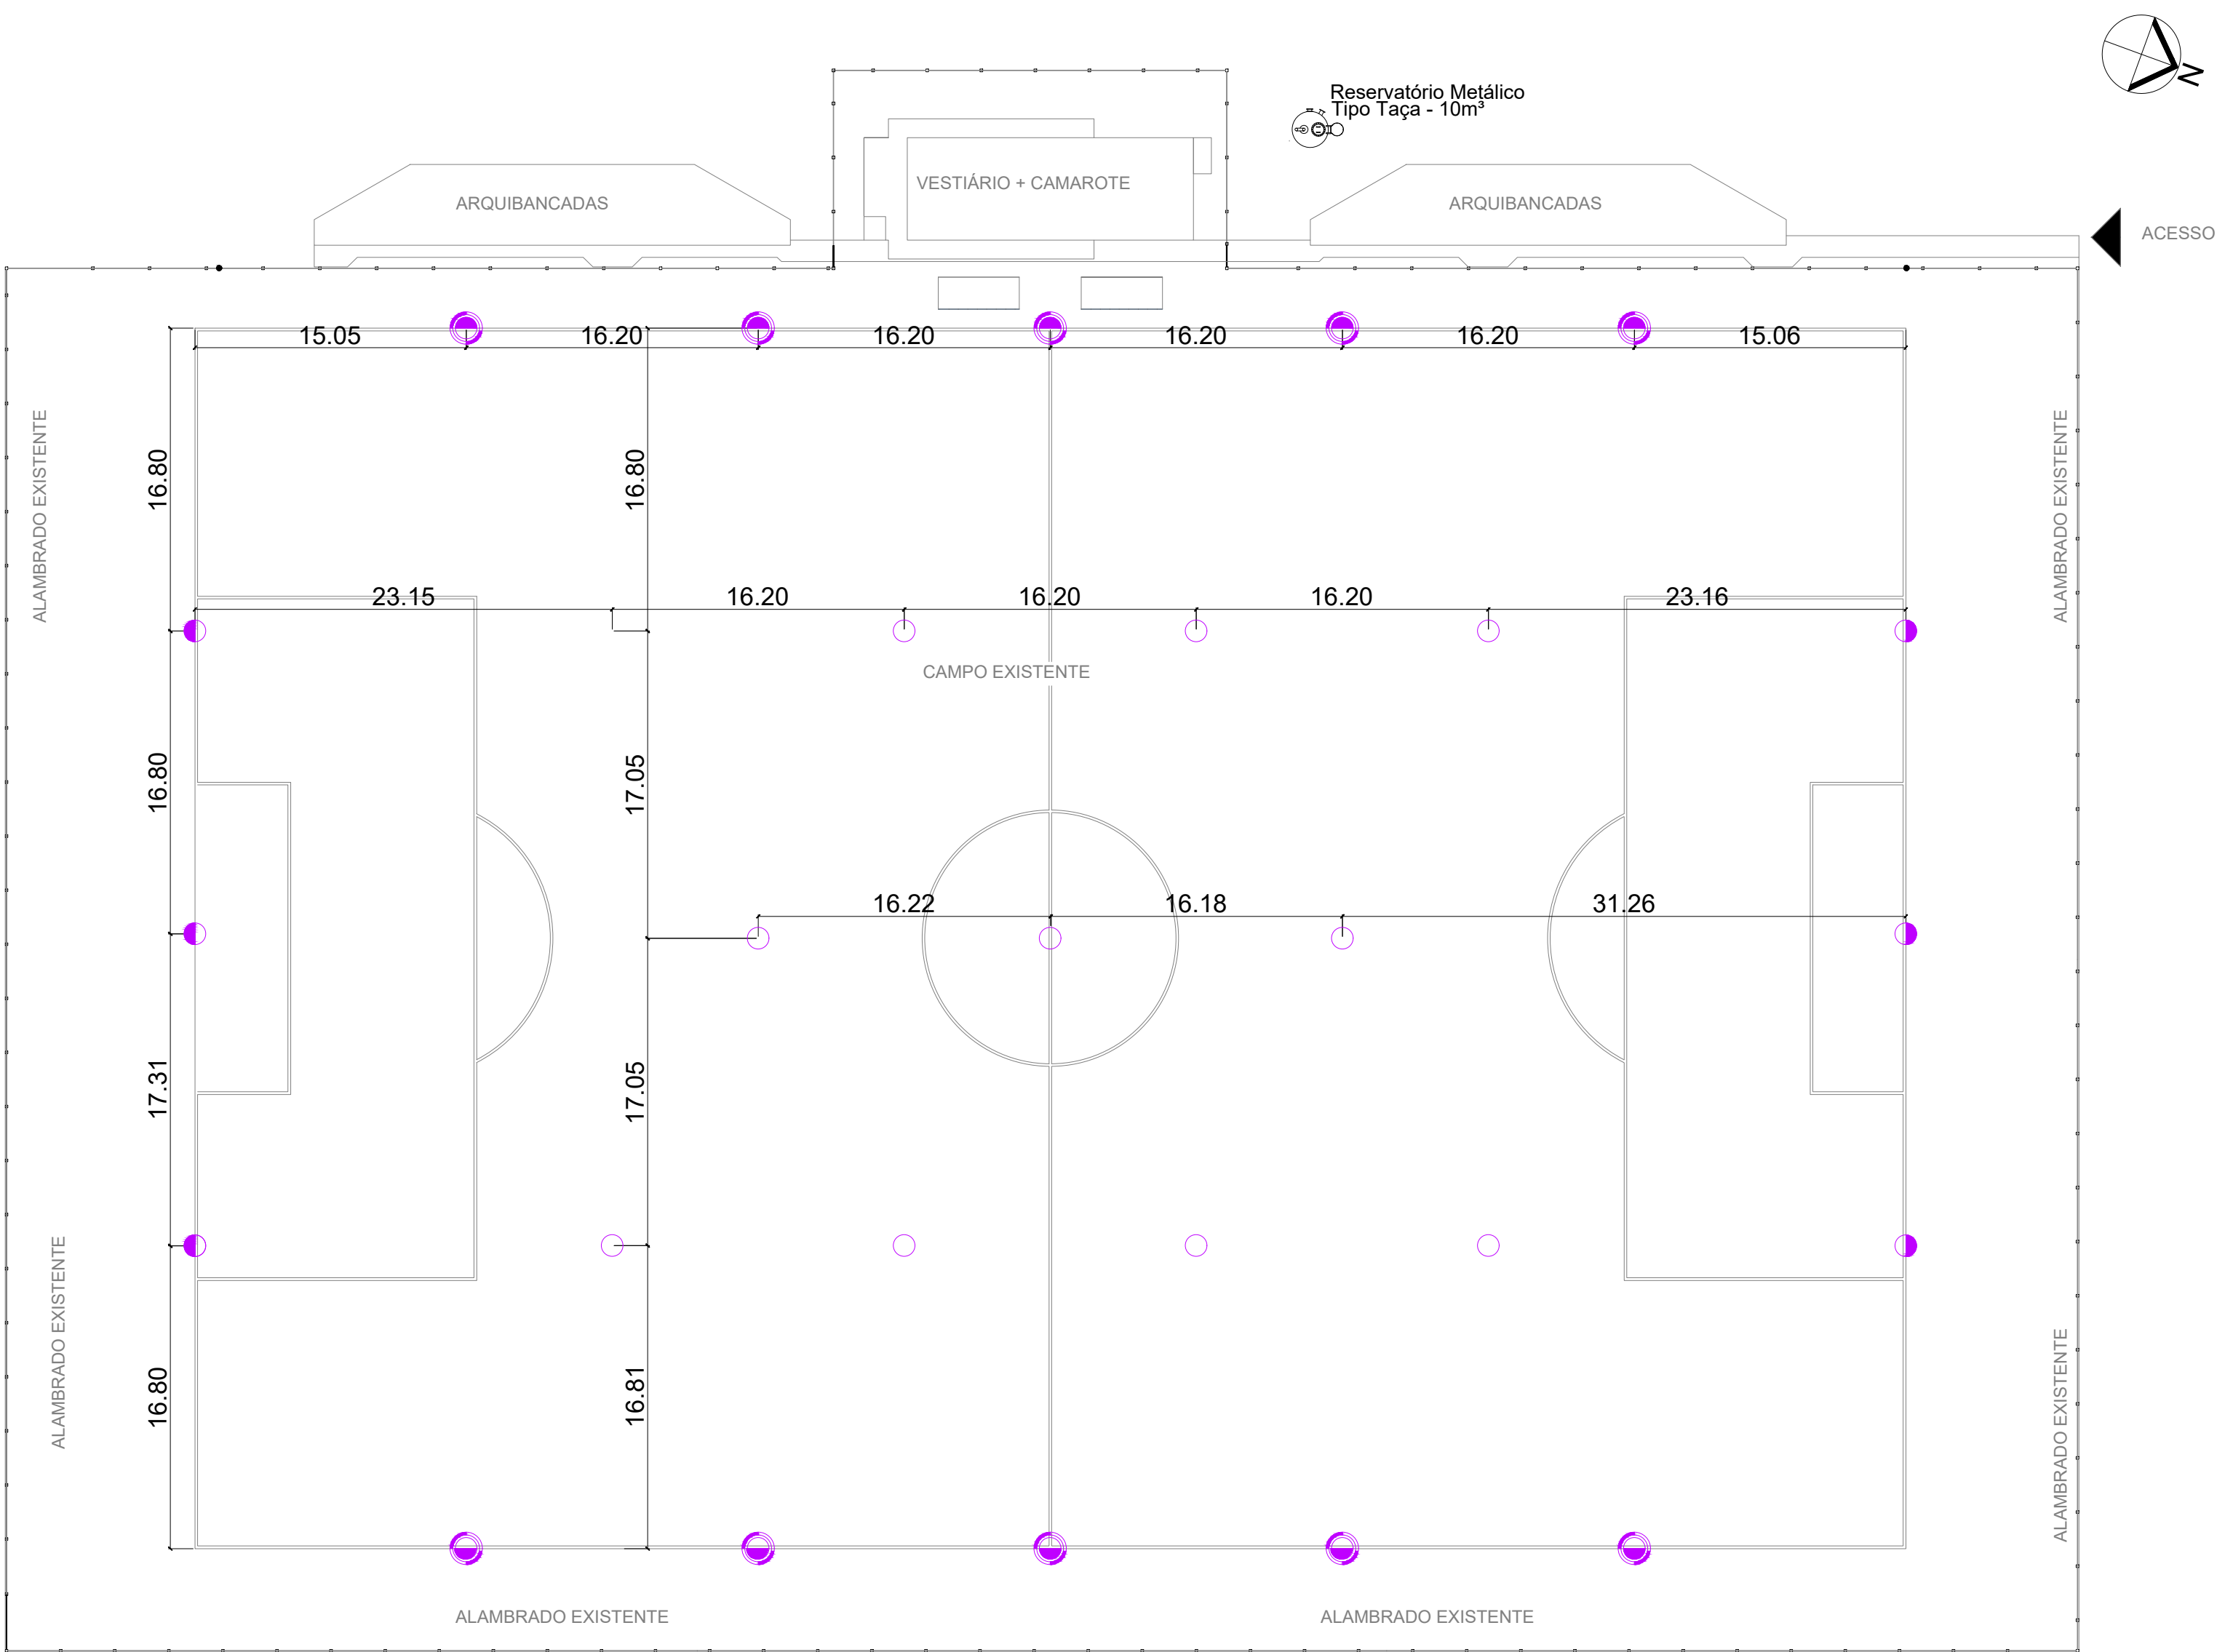 N
Reservatório Metálico
Tipo Taça - 10m³
VESTIÁRIO + CAMAROTE
ARQUIBANCADAS
ARQUIBANCADAS
ACESSO
15.05
16.20
16.20
16.20
16.20
15.06
ALAMBRADO EXISTENTE
16.80
16.80
ALAMBRADO EXISTENTE
23.15
16.20
16.20
16.20
23.16
CAMPO EXISTENTE
16.80
17.05
16.22
16.18
31.26
17.31
17.05
ALAMBRADO EXISTENTE
16.80
16.81
ALAMBRADO EXISTENTE
ALAMBRADO EXISTENTE
ALAMBRADO EXISTENTE